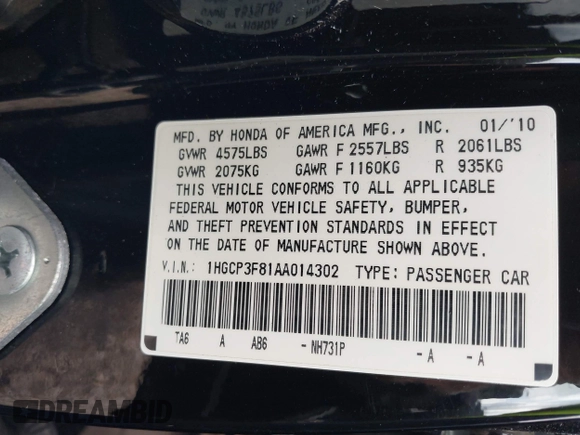 MFD. BY HONDA OF AMERICA MFG., INC. 01/'10
GVWR 4575LBS GAWR F 2557LBS R 2061LBS
GVWR 2075KG GAWR F 1160KG R 935KG
THIS VEHICLE CONFORMS TO ALL APPLICABLE
FEDERAL MOTOR VEHICLE SAFETY, BUMPER,
AND THEFT PREVENTION STANDARDS IN EFFECT
ON THE DATE OF MANUFACTURE SHOWN ABOVE.
V.I.N.: 1HGCP3F81AA014302 TYPE: PASSENGER CAR
TA6 A AB6 - NH731P - A - A
DREAMBID